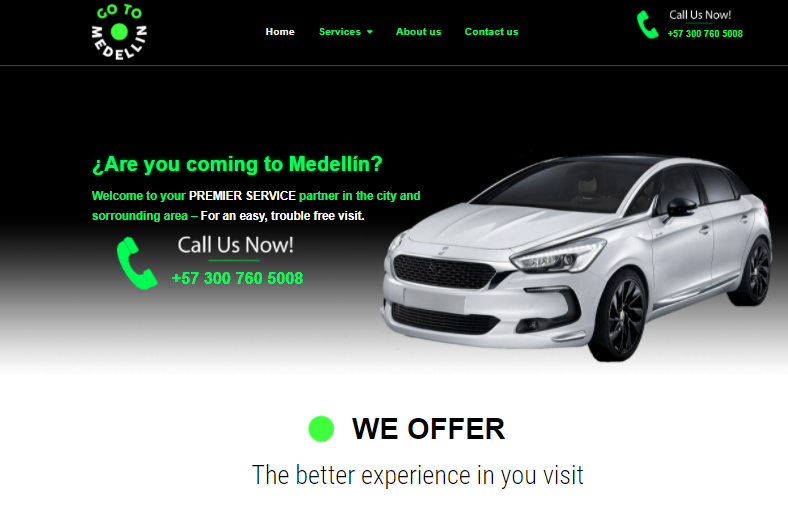 GO TO
MEDELLIN
Home
Services
About us
Contact us
Call Us Now!
+57 300 760 5008
¿Are you coming to Medellín?
Welcome to your PREMIER SERVICE partner in the city and
sorrounding area – For an easy, trouble free visit.
Call Us Now!
+57 300 760 5008
WE OFFER
The better experience in you visit